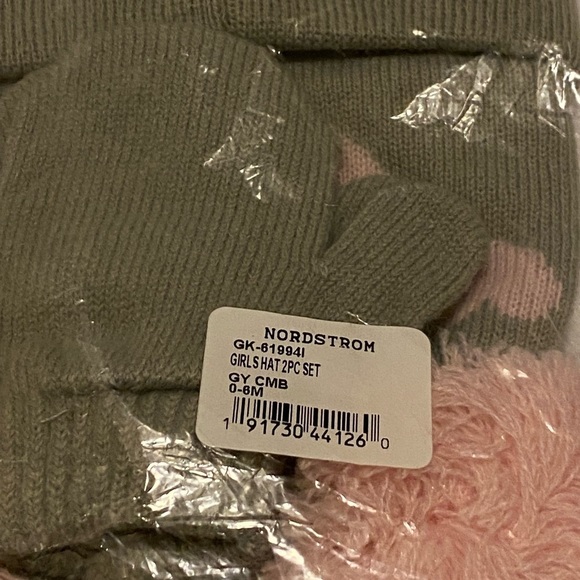 NORDSTROM
GK-61994I
GIRLS HAT 2PC SET
GY CMB
0-6M
1 91730 44126 0